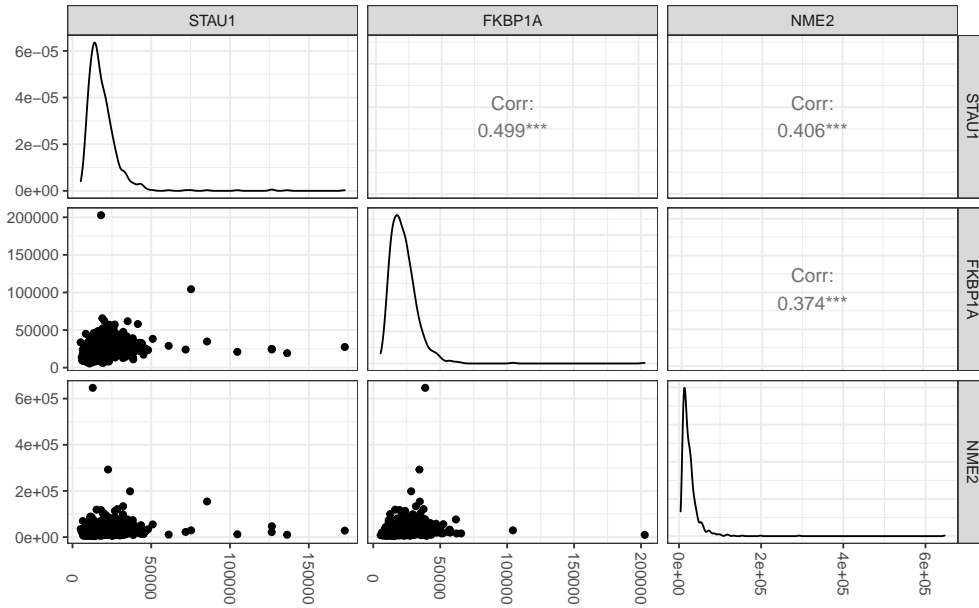 STAU1
FKBP1A
NME2
6e−05
4e−05
2e−05
0e+00
Corr:
0.499***
Corr:
0.406***
STAU1
200000
150000
100000
50000
0
Corr:
0.374***
FKBP1A
6e+05
4e+05
2e+05
0e+00
NME2
0
50000
100000
150000
0
50000
100000
150000
200000
0e+00
2e+05
4e+05
6e+05